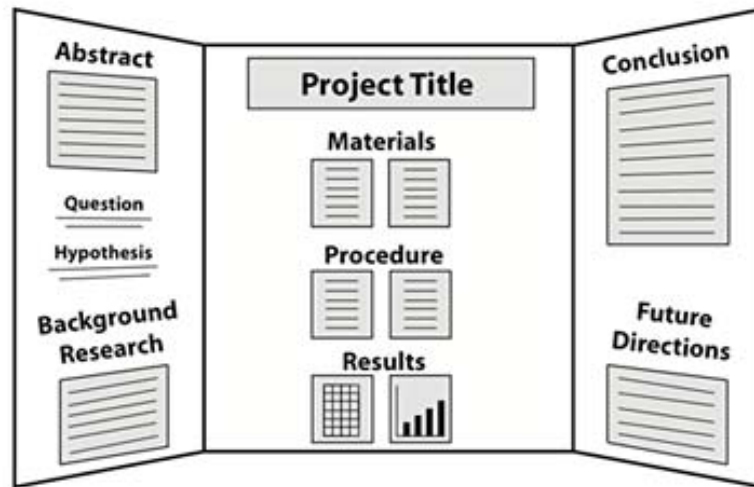 Abstract
Question
Hypothesis
Background
Research
Project Title
Materials
Procedure
Results
Conclusion
Future
Directions